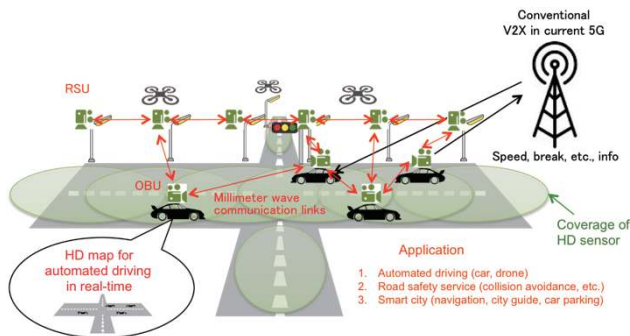 Conventional
V2X in current 5G
RSU
Speed, break, etc., info
OBU
Millimeter wave
communication links
Coverage of
HD sensor
HD map for
automated driving
in real-time
Application
1. Automated driving (car, drone)
2. Road safety service (collision avoidance, etc.)
3. Smart city (navigation, city guide, car parking)